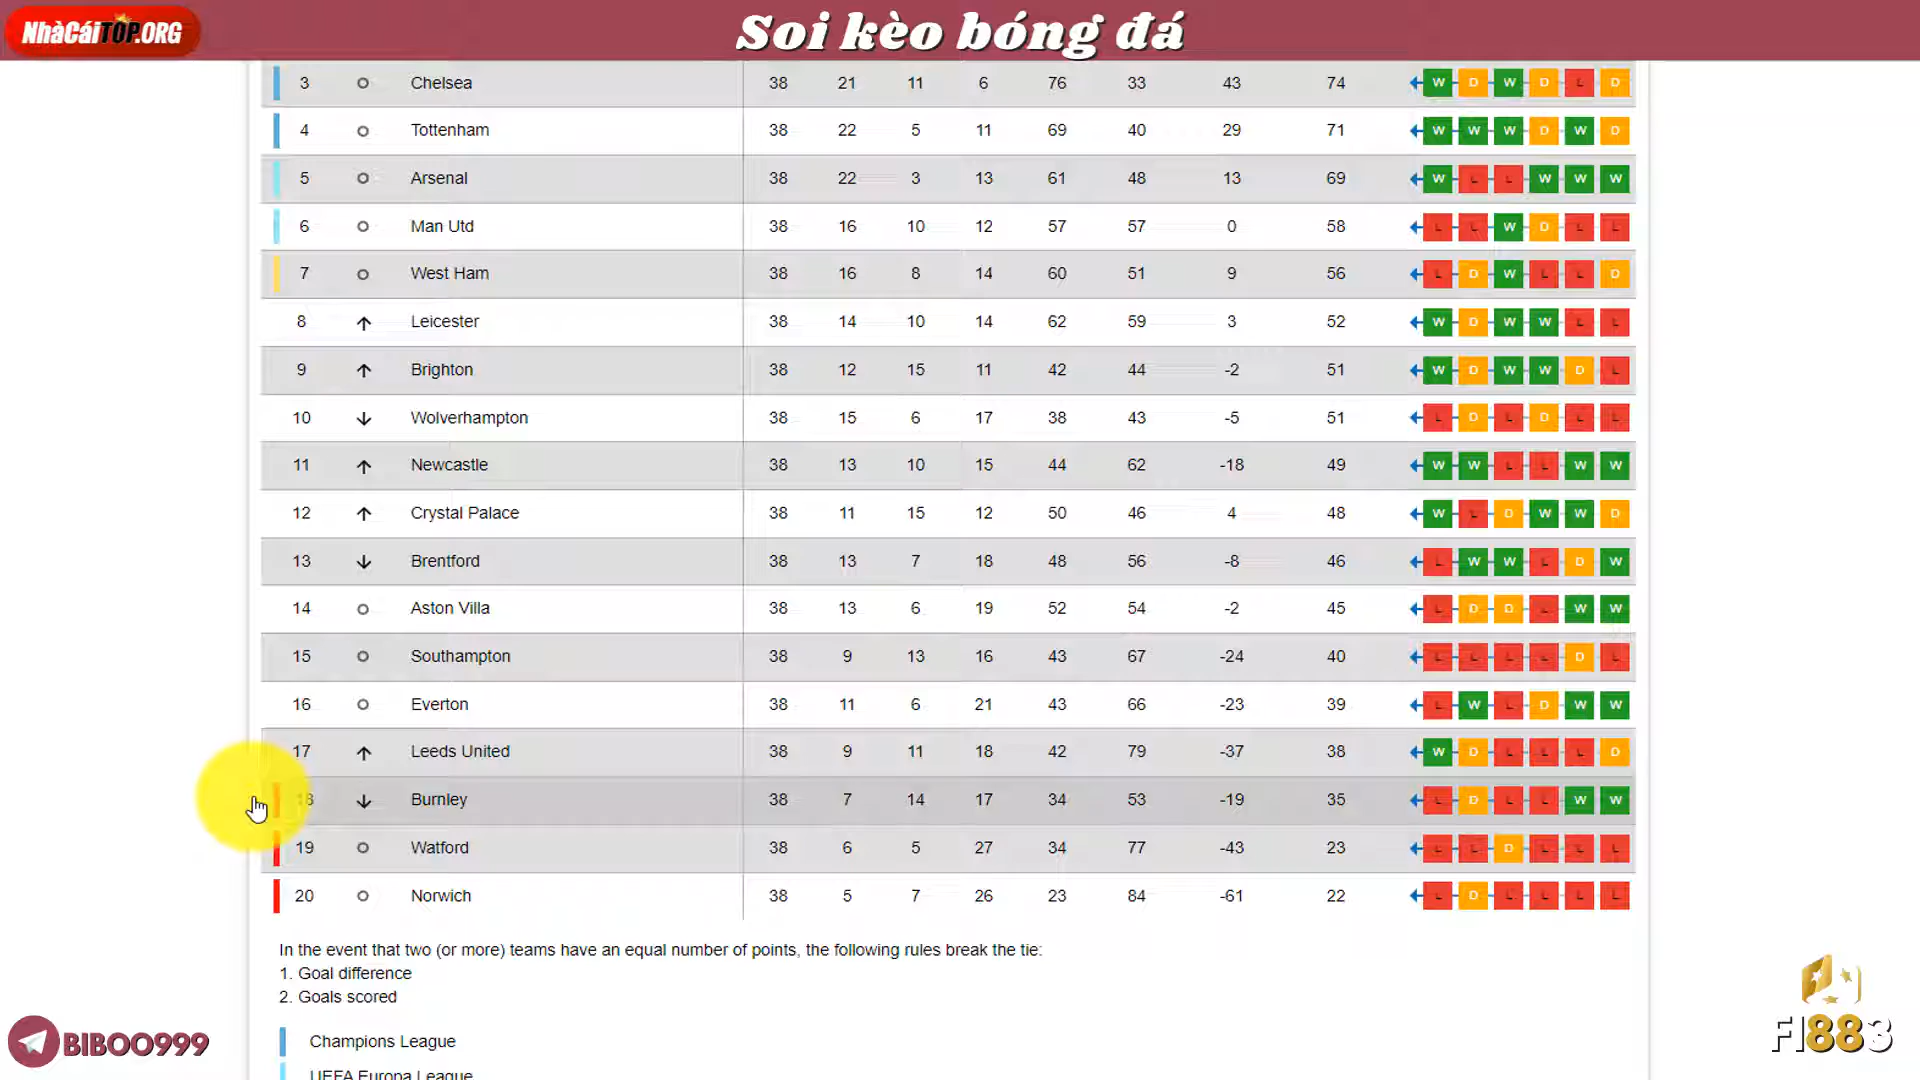 NhàCáiTOP.ORG
Soi kèo bóng đá
3 Chelsea 38 21 11 6 76 33 43 74 W D W D L D
4 Tottenham 38 22 5 11 69 40 29 71 W W W D W D
5 Arsenal 38 22 3 13 61 48 13 69 W L L W W W
6 Man Utd 38 16 10 12 57 57 0 58 L L W D L L
7 West Ham 38 16 8 14 60 51 9 56 L D W L L D
8 Leicester 38 14 10 14 62 59 3 52 W D W W L L
9 Brighton 38 12 15 11 42 44 -2 51 W D W W D L
10 Wolverhampton 38 15 6 17 38 43 -5 51 L D L D L L
11 Newcastle 38 13 10 15 44 62 -18 49 W W L L W W
12 Crystal Palace 38 11 15 12 50 46 4 48 W L D W W D
13 Brentford 38 13 7 18 48 56 -8 46 L W W L D W
14 Aston Villa 38 13 6 19 52 54 -2 45 L D D L W W
15 Southampton 38 9 13 16 43 67 -24 40 L L L L D L
16 Everton 38 11 6 21 43 66 -23 39 L W L D W W
17 Leeds United 38 9 11 18 42 79 -37 38 W D L L L D
18 Burnley 38 7 14 17 34 53 -19 35 L D L L W W
19 Watford 38 6 5 27 34 77 -43 23 L L D L L L
20 Norwich 38 5 7 26 23 84 -61 22 L D L L L L
In the event that two (or more) teams have an equal number of points, the following rules break the tie:
1. Goal difference
2. Goals scored
Champions League
UEFA Europa League
BIBOO999
FI883